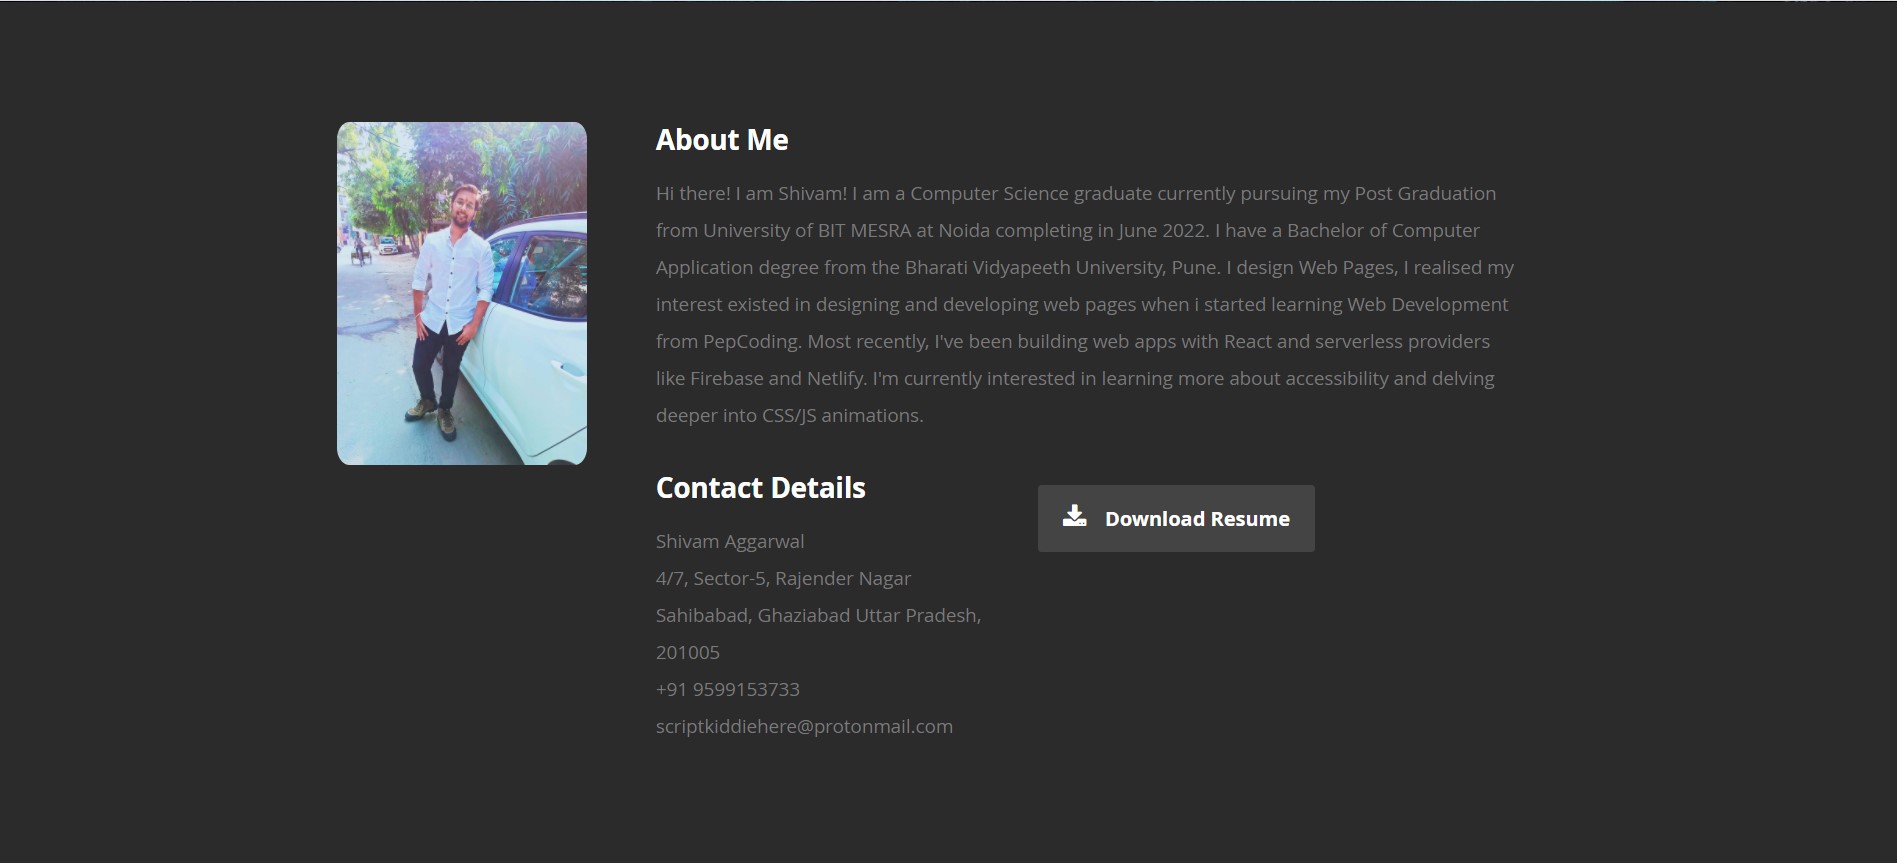 About Me
Hi there! I am Shivam! I am a Computer Science graduate currently pursuing my Post Graduation
from University of BIT MESRA at Noida completing in June 2022. I have a Bachelor of Computer
Application degree from the Bharati Vidyapeeth University, Pune. I design Web Pages, I realised my
interest existed in designing and developing web pages when i started learning Web Development
from PepCoding. Most recently, I've been building web apps with React and serverless providers
like Firebase and Netlify. I'm currently interested in learning more about accessibility and delving
deeper into CSS/JS animations.
Contact Details
Download Resume
Shivam Aggarwal
4/7, Sector-5, Rajender Nagar
Sahibabad, Ghaziabad Uttar Pradesh,
201005
+91 9599153733
scriptkiddiehere@protonmail.com